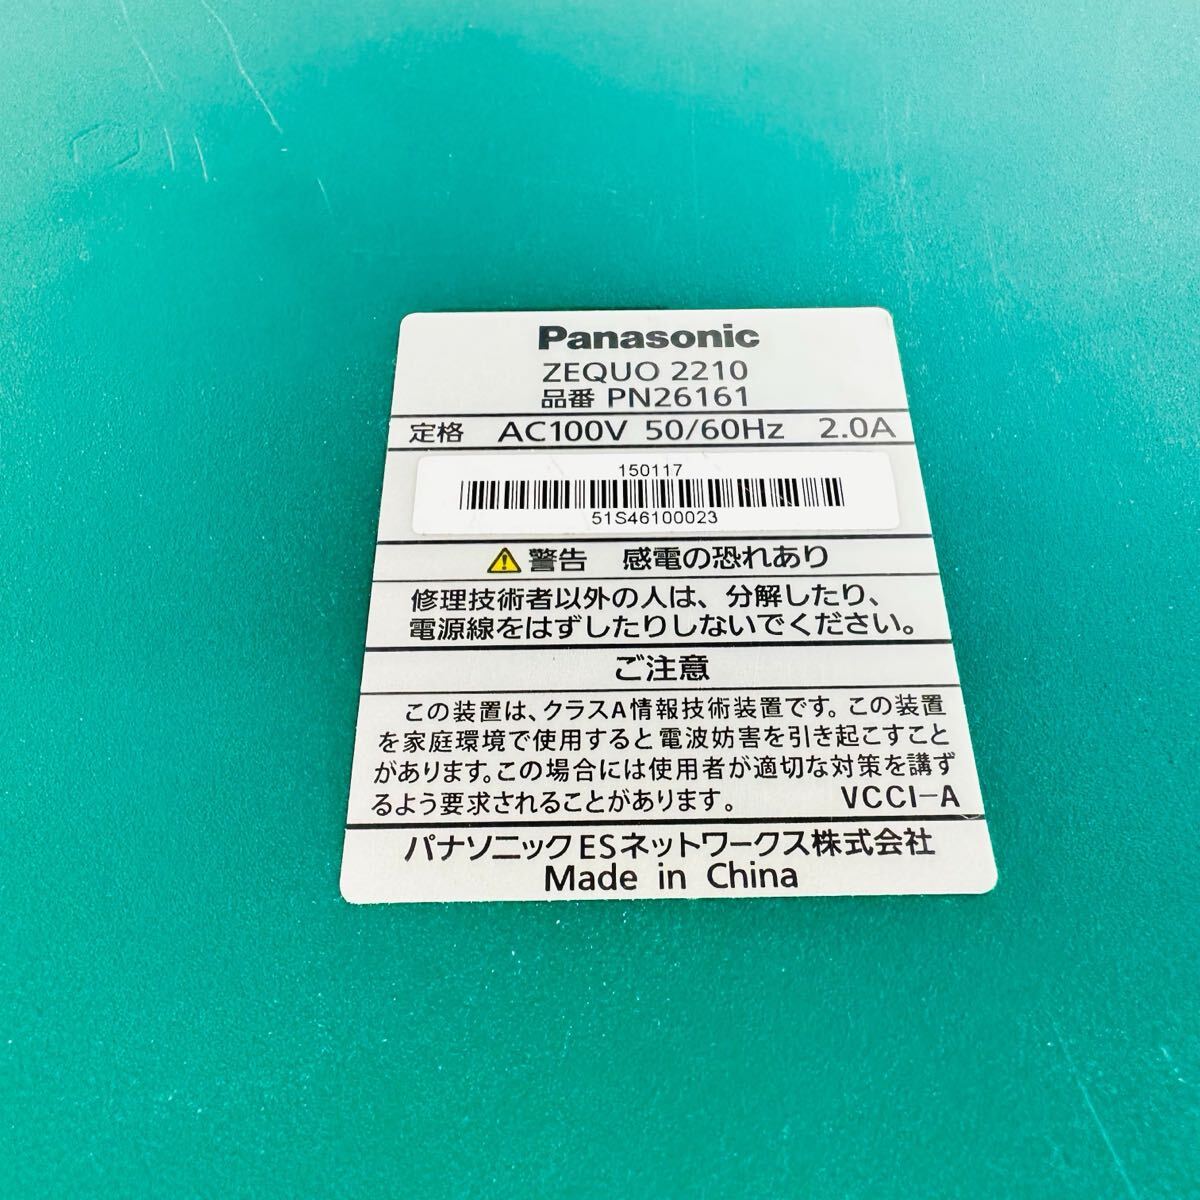 Panasonic
ZEQUO 2210
品番 PN26161
定格 AC100V 50/60Hz 2.0A
150117
51S46100023
警告 感電の恐れあり
修理技術者以外の人は、分解したり、
電源線をはずしたりしないでください。
ご注意
この装置は、クラスA情報技術装置です。この装置
を家庭環境で使用すると電波妨害を引き起こすこと
があります。この場合には使用者が適切な対策を講ず
るよう要求されることがあります。 VCCI-A
パナソニックESネットワークス株式会社
Made in China